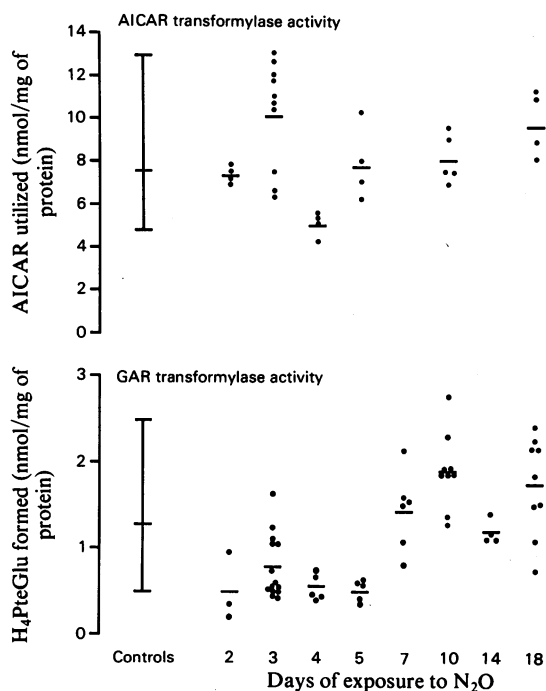 AICAR transformylase activity
14
12
10
8
6
4
2
0
AICAR utilized (nmol/mg of
protein)
GAR transformylase activity
3
2
1
0
H₄PteGlu formed (nmol/mg of
protein)
Controls 2 3 4 5 7 10 14 18
Days of exposure to N₂O